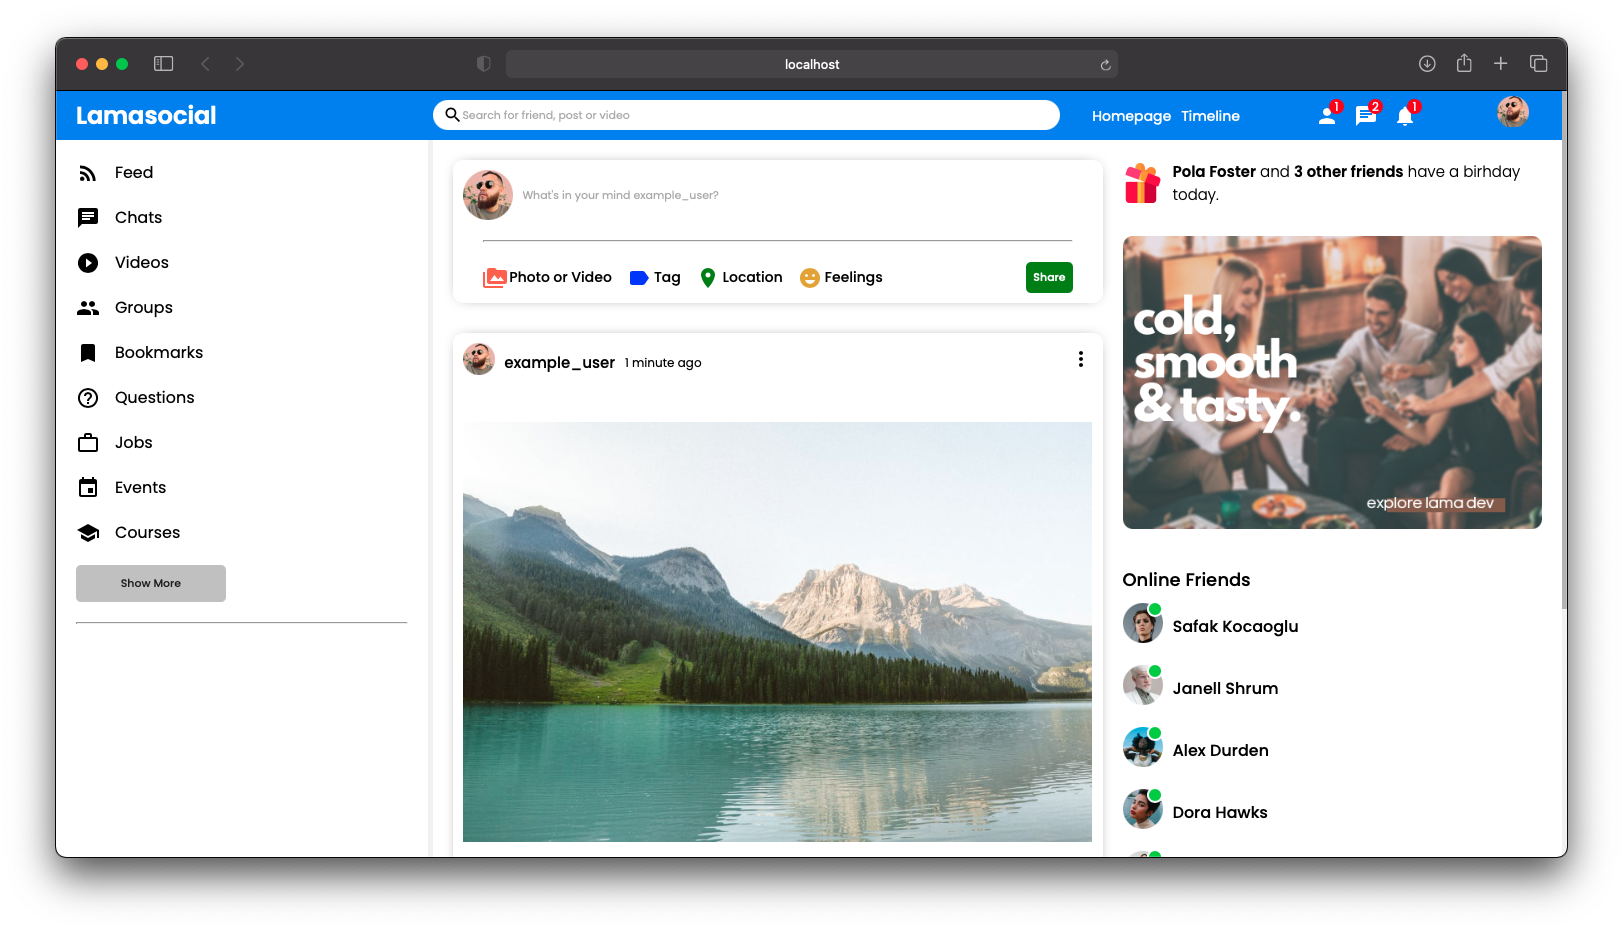 localhost
Lamasocial
Search for friend, post or video
Homepage Timeline
1
2
1
Feed
Chats
Videos
Groups
Bookmarks
Questions
Jobs
Events
Courses
Show More
What's in your mind example_user?
Photo or Video
Tag
Location
Feelings
Share
example_user 1 minute ago
Pola Foster and 3 other friends have a birhday
today.
cold,
smooth
& tasty.
explore lama dev
Online Friends
Safak Kocaoglu
Janell Shrum
Alex Durden
Dora Hawks